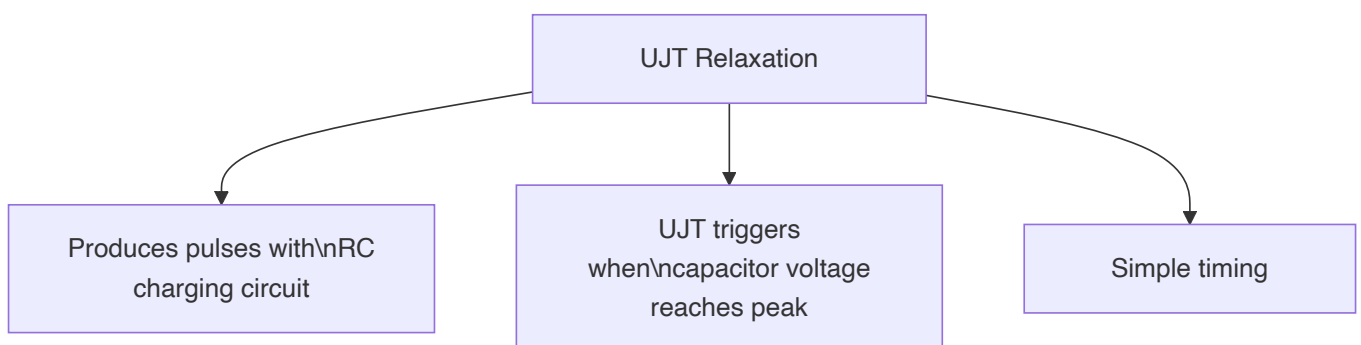 UJT Relaxation
Produces pulses with\nRC
charging circuit
UJT triggers
when\ncapacitor voltage
reaches peak
Simple timing